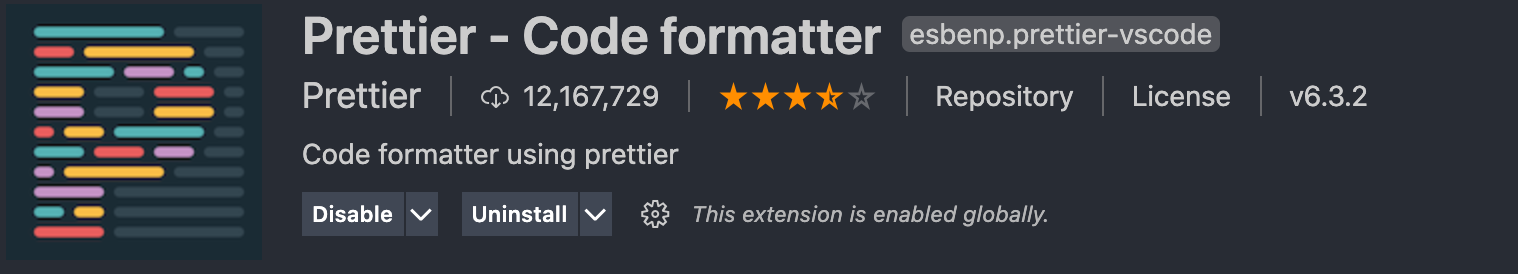 Prettier - Code formatter esbenp.prettier-vscode
Prettier 12,167,729 Repository License v6.3.2
Code formatter using prettier
Disable Uninstall This extension is enabled globally.